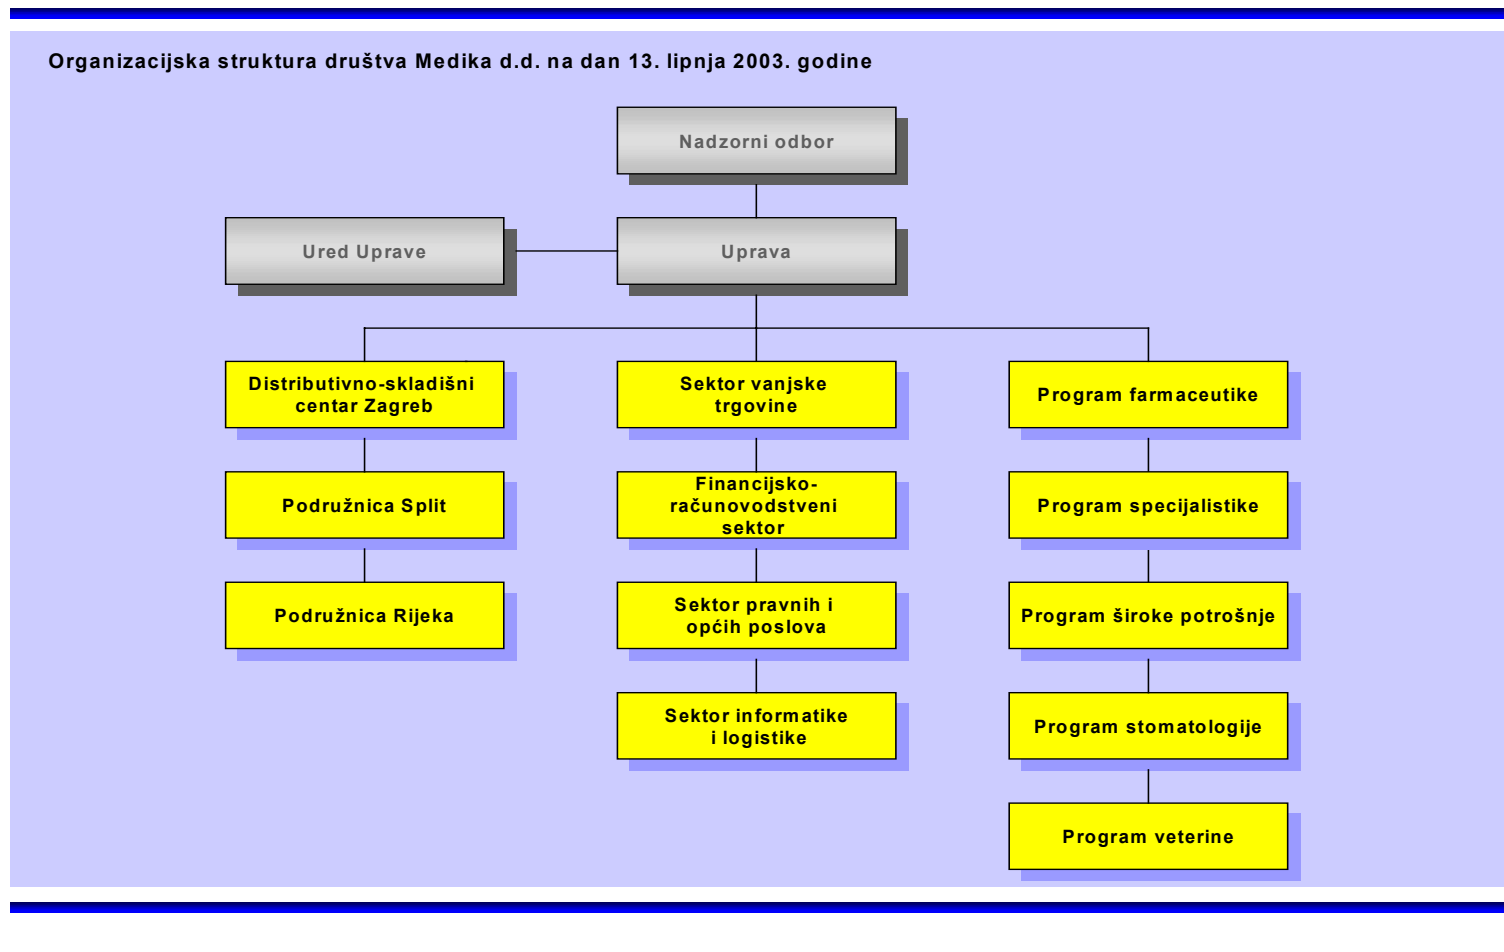 Organizacijska struktura društva Medika d.d. na dan 13. lipnja 2003. godine
Nadzorni odbor
Ured Uprave
Uprava
Distributivno-skladišni
centar Zagreb
Podružnica Split
Podružnica Rijeka
Sektor vanjske
trgovine
Financijsko-
računovodstveni
sektor
Sektor pravnih i
općih poslova
Sektor informatike
i logistike
Program farmaceutike
Program specijalistike
Program široke potrošnje
Program stomatologije
Program veterine